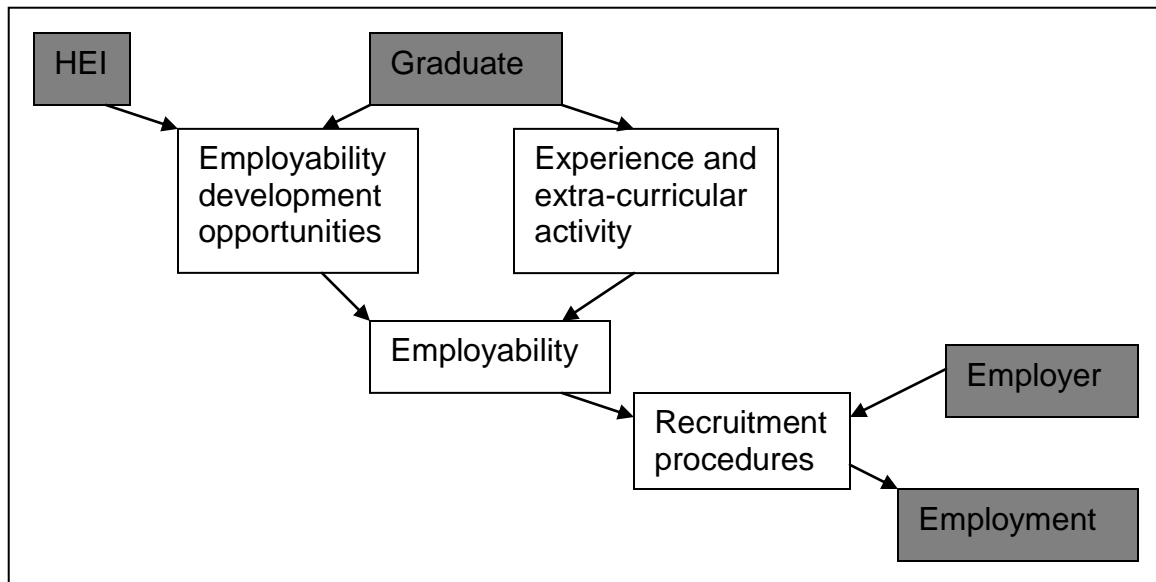 HEI
Graduate
Employability
development
opportunities
Experience and
extra-curricular
activity
Employability
Employer
Recruitment
procedures
Employment